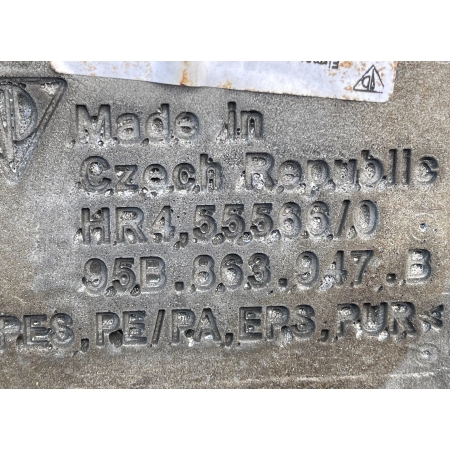 Made in
Czech Republic
HR4,55566/0
95B.863.947.B
PES,PE/PA,EPS,PUR<